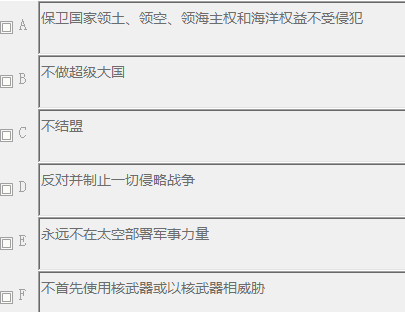 A 保卫国家领土、领空、领海主权和海洋权益不受侵犯
B 不做超级大国
C 不结盟
D 反对并制止一切侵略战争
E 永远不在太空部署军事力量
F 不首先使用核武器或以核武器相威胁